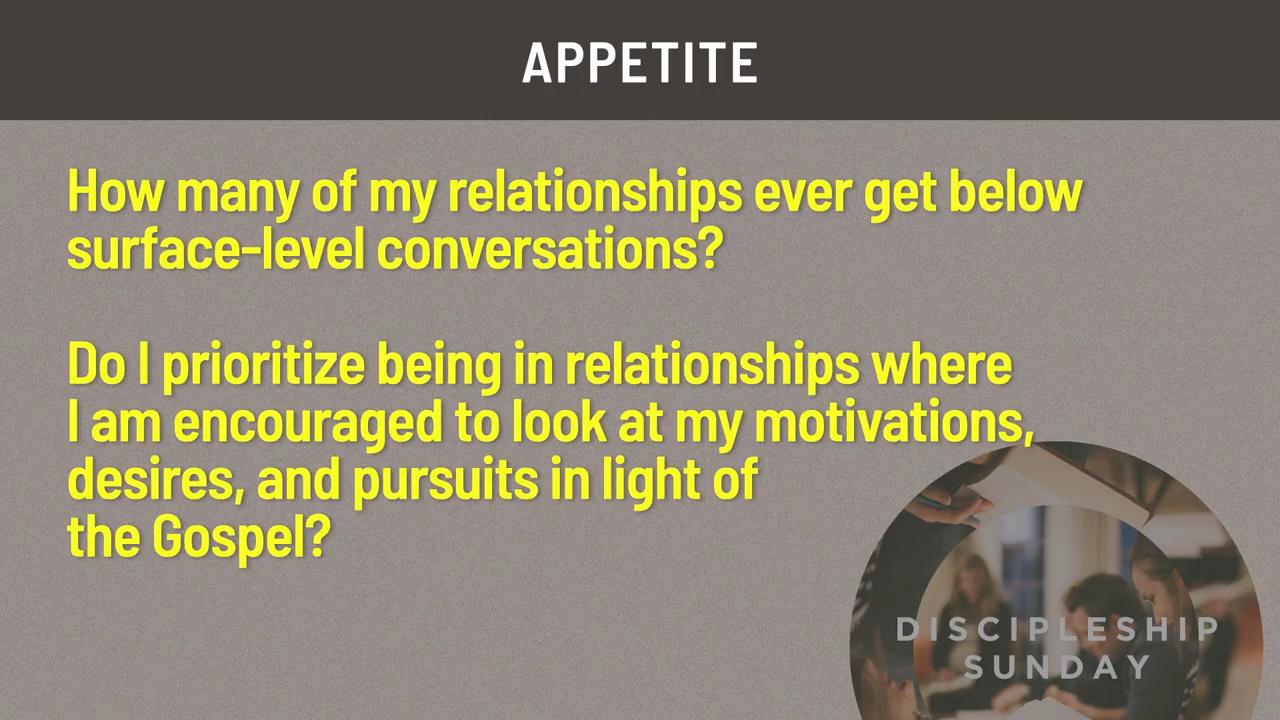 APPETITE
How many of my relationships ever get below
surface-level conversations?
Do I prioritize being in relationships where
I am encouraged to look at my motivations,
desires, and pursuits in light of
the Gospel?
DISCIPLESHIP
SUNDAY